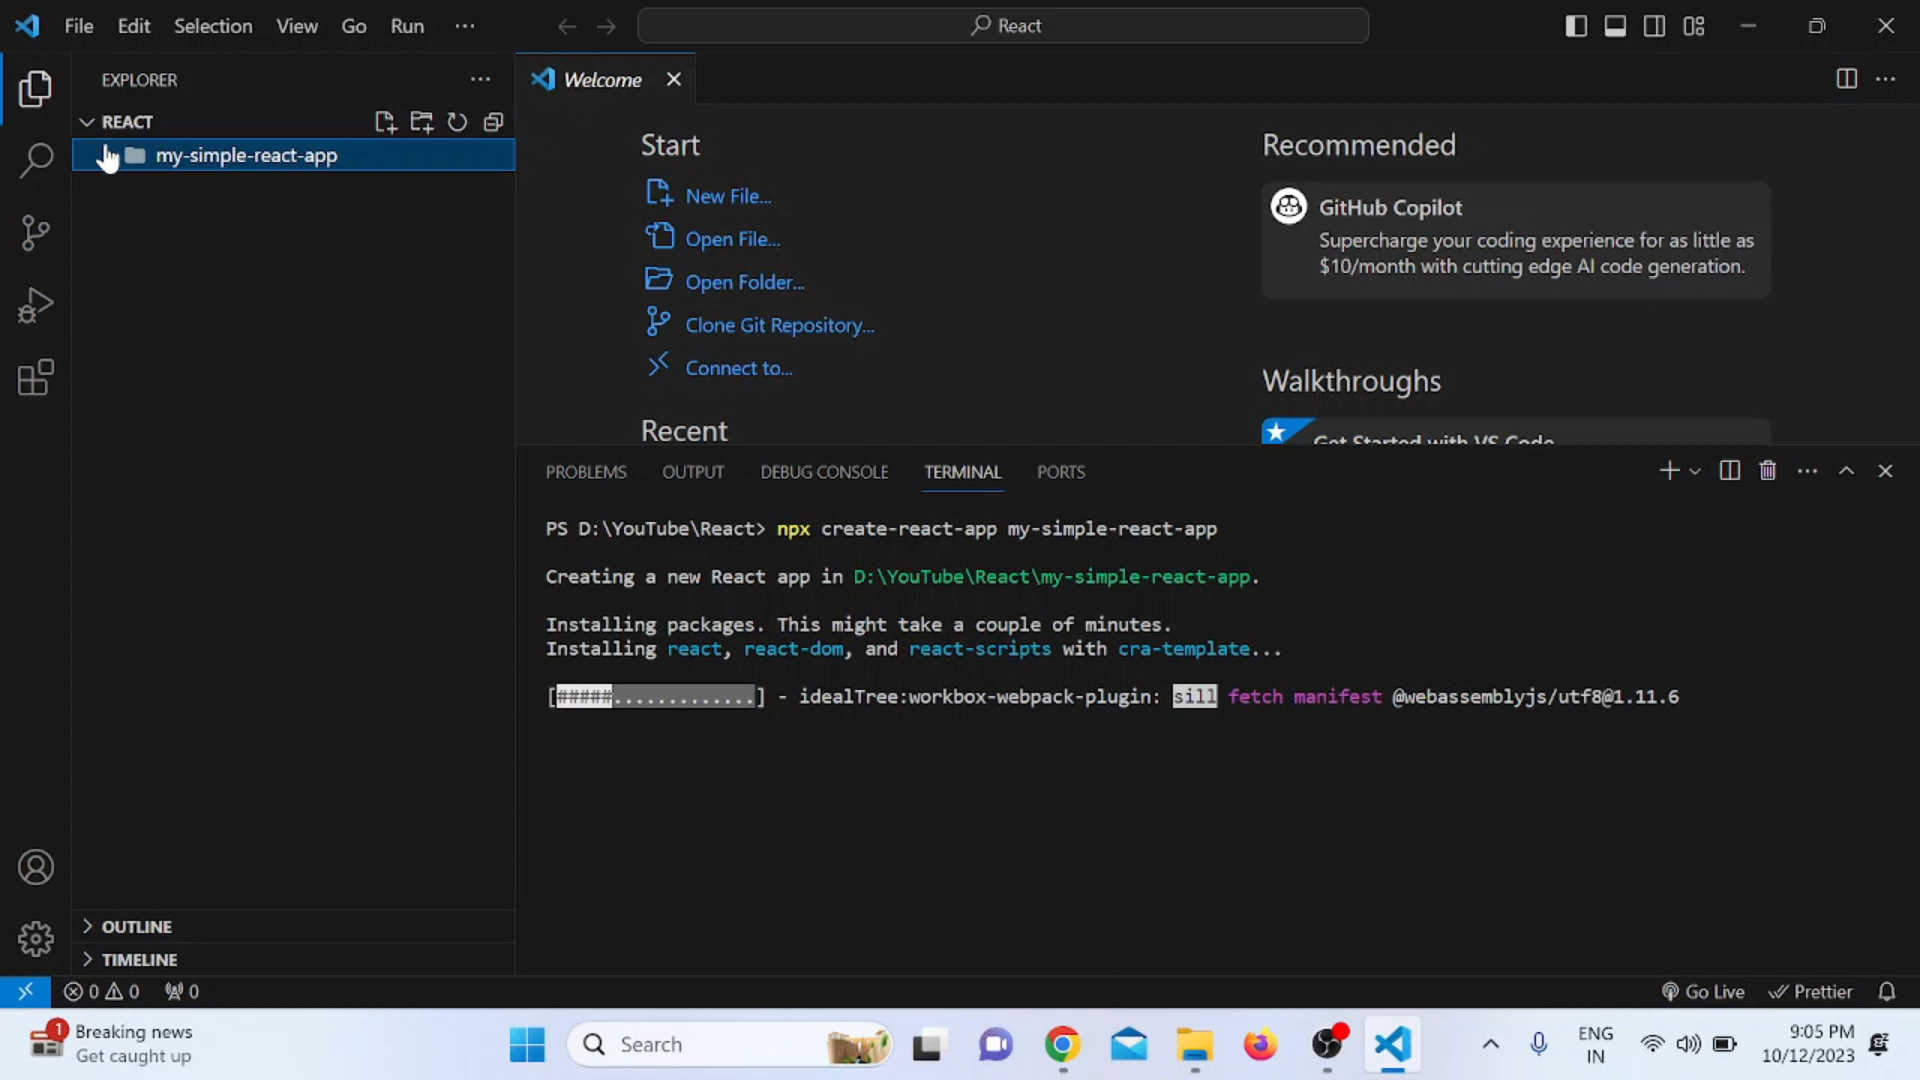 File Edit Selection View Go Run ···
React
EXPLORER ···
REACT
my-simple-react-app
OUTLINE
TIMELINE
Welcome
Start
New File...
Open File...
Open Folder...
Clone Git Repository...
Connect to...
Recent
Recommended
GitHub Copilot
Supercharge your coding experience for as little as
$10/month with cutting edge AI code generation.
Walkthroughs
Get Started with VS Code
PROBLEMS OUTPUT DEBUG CONSOLE TERMINAL PORTS
PS D:\YouTube\React> npx create-react-app my-simple-react-app
Creating a new React app in D:\YouTube\React\my-simple-react-app.
Installing packages. This might take a couple of minutes.
Installing react, react-dom, and react-scripts with cra-template...
[#####.............] - idealTree:workbox-webpack-plugin: sill fetch manifest @webassemblyjs/utf8@1.11.6
0 0 0
Go Live Prettier
1
Breaking news
Get caught up
Search
ENG
IN
9:05 PM
10/12/2023